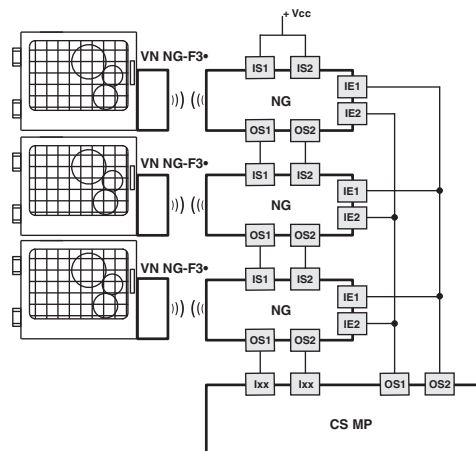 + Vcc
VN NG-F3•
IS1 IS2
IE1
NG
IE2
OS1 OS2
VN NG-F3•
IS1 IS2
IE1
NG
IE2
OS1 OS2
VN NG-F3•
IS1 IS2
IE1
NG
IE2
OS1 OS2
Ixx Ixx OS1 OS2
CS MP